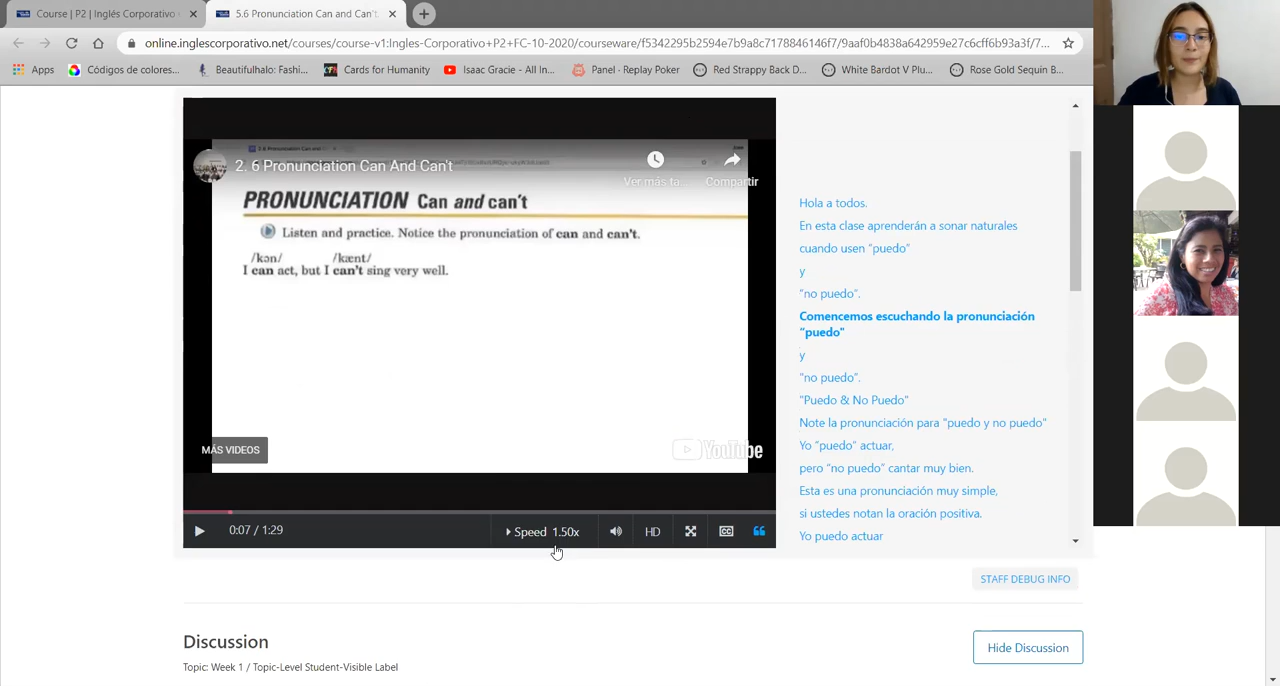 Course | P2 | Inglés Corporativo
5.6 Pronunciation Can and Can't
online.inglescorporativo.net/courses/course-v1:Ingles-Corporativo+P2+FC-10-2020/courseware/f5342295b2594e7b9a8c7178846146f7/9aaf0b4838a642959e27c6cff6b93a3f/7...
Apps
Códigos de colores...
Beautifulhalo: Fashi...
Cards for Humanity
Isaac Gracie - All In...
Panel · Replay Poker
Red Strappy Back D...
White Bardot V Plu...
Rose Gold Sequin B...
2. 6 Pronunciation Can And Can't
Ver más ta...
Compartir
PRONUNCIATION Can and can't
Listen and practice. Notice the pronunciation of can and can't.
/kən/ /kænt/
I can act, but I can't sing very well.
MÁS VIDEOS
YouTube
0:07 / 1:29
Speed 1.50x
HD
CC
Hola a todos.
En esta clase aprenderán a sonar naturales
cuando usen "puedo"
y
"no puedo".
Comencemos escuchando la pronunciación
"puedo"
y
"no puedo".
"Puedo & No Puedo"
Note la pronunciación para "puedo y no puedo"
Yo "puedo" actuar,
pero "no puedo" cantar muy bien.
Esta es una pronunciación muy simple,
si ustedes notan la oración positiva.
Yo puedo actuar
STAFF DEBUG INFO
Discussion
Hide Discussion
Topic: Week 1 / Topic-Level Student-Visible Label